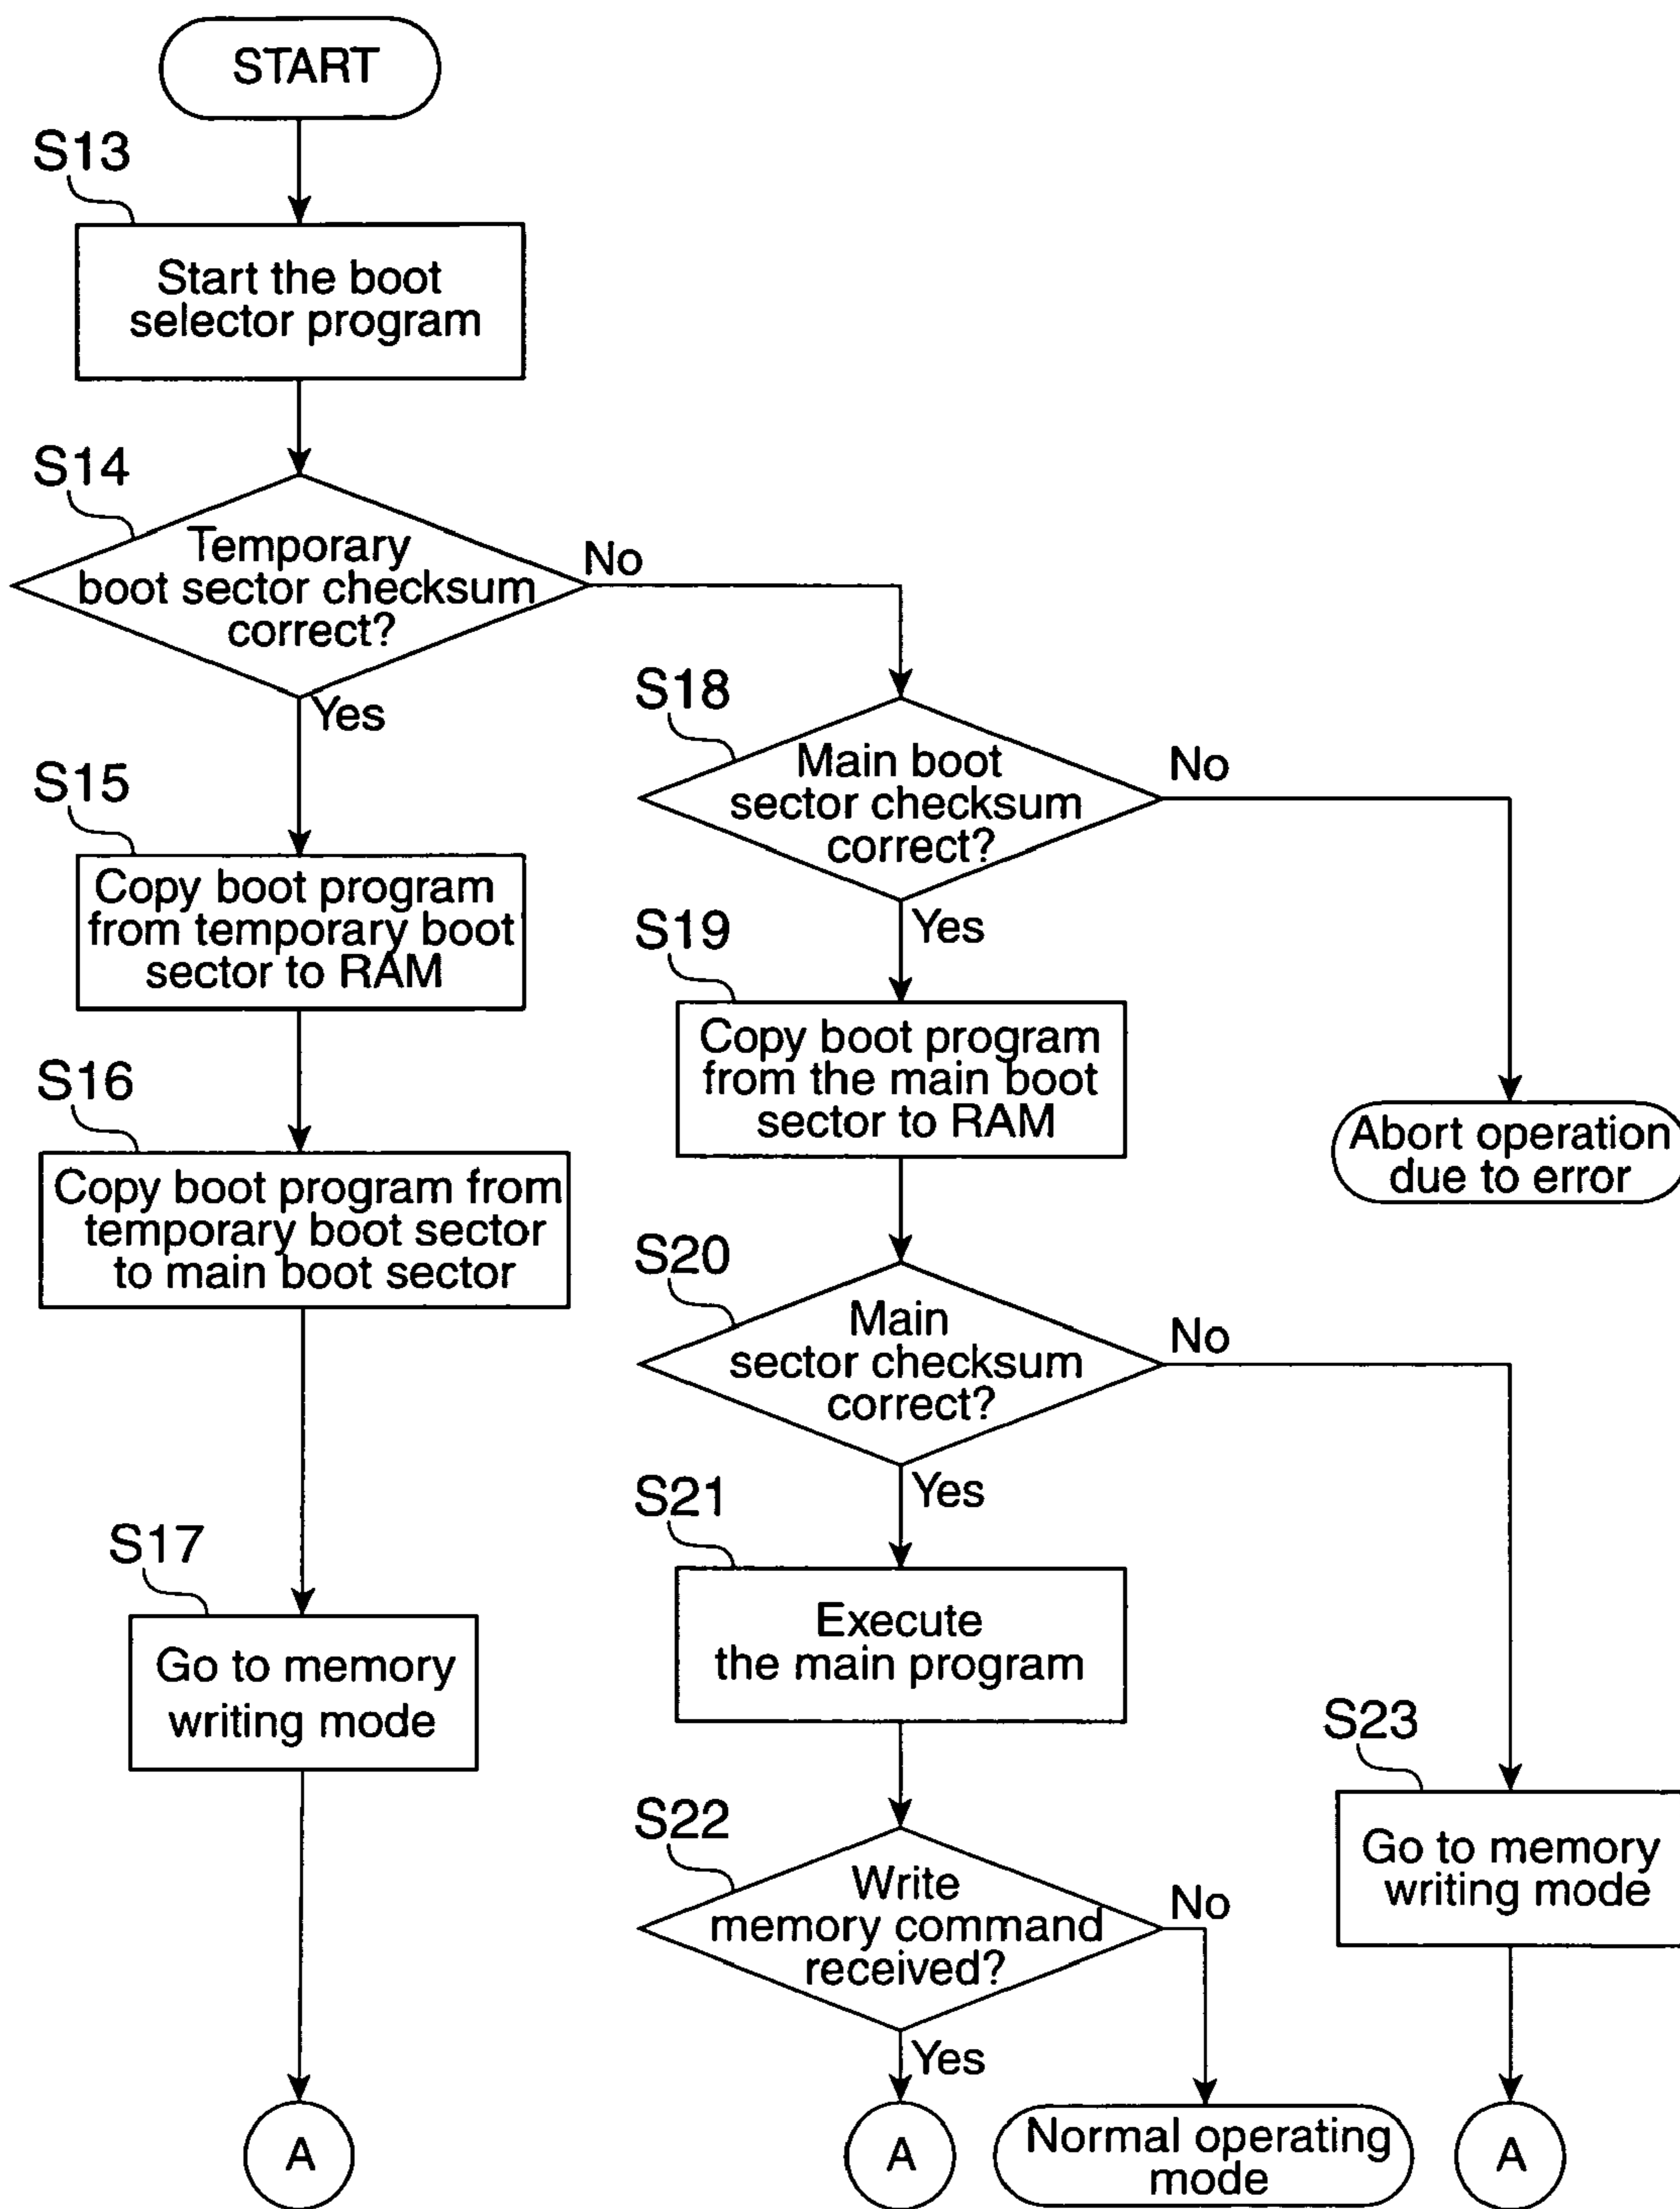 START
S13
Start the boot
selector program
S14
Temporary
boot sector checksum
correct?
No
Yes
S15
Copy boot program
from temporary boot
sector to RAM
S16
Copy boot program from
temporary boot sector
to main boot sector
S17
Go to memory
writing mode
A
S18
Main boot
sector checksum
correct?
No
Yes
Abort operation
due to error
S19
Copy boot program
from the main boot
sector to RAM
S20
Main
sector checksum
correct?
No
Yes
S21
Execute
the main program
S22
Write
memory command
received?
No
Yes
A
Normal operating
mode
S23
Go to memory
writing mode
A